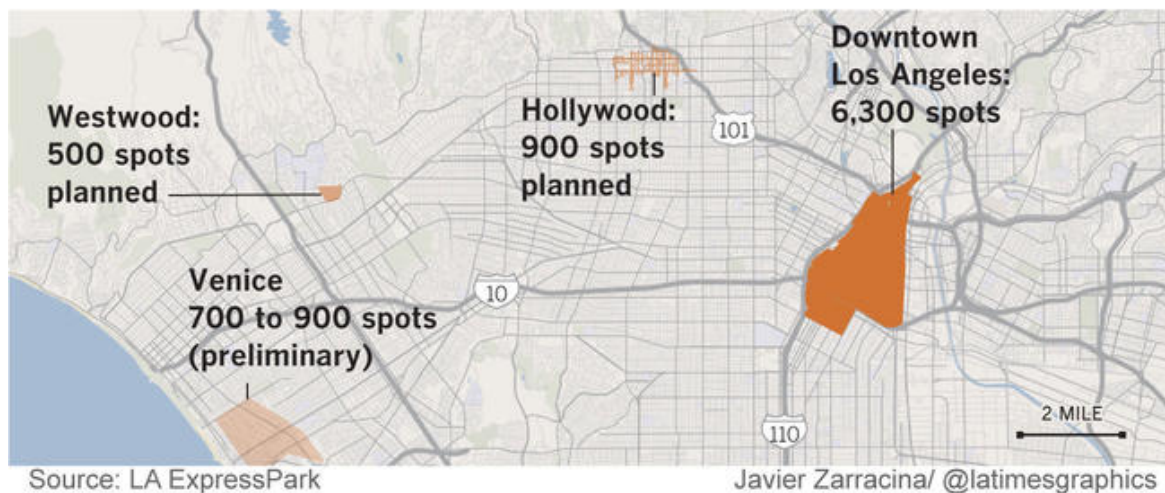 Westwood:
500 spots
planned
Hollywood:
900 spots
planned
Downtown
Los Angeles:
6,300 spots
101
Venice
700 to 900 spots
(preliminary)
10
110
2 MILE
Source: LA ExpressPark
Javier Zarracina/ @latimesgraphics